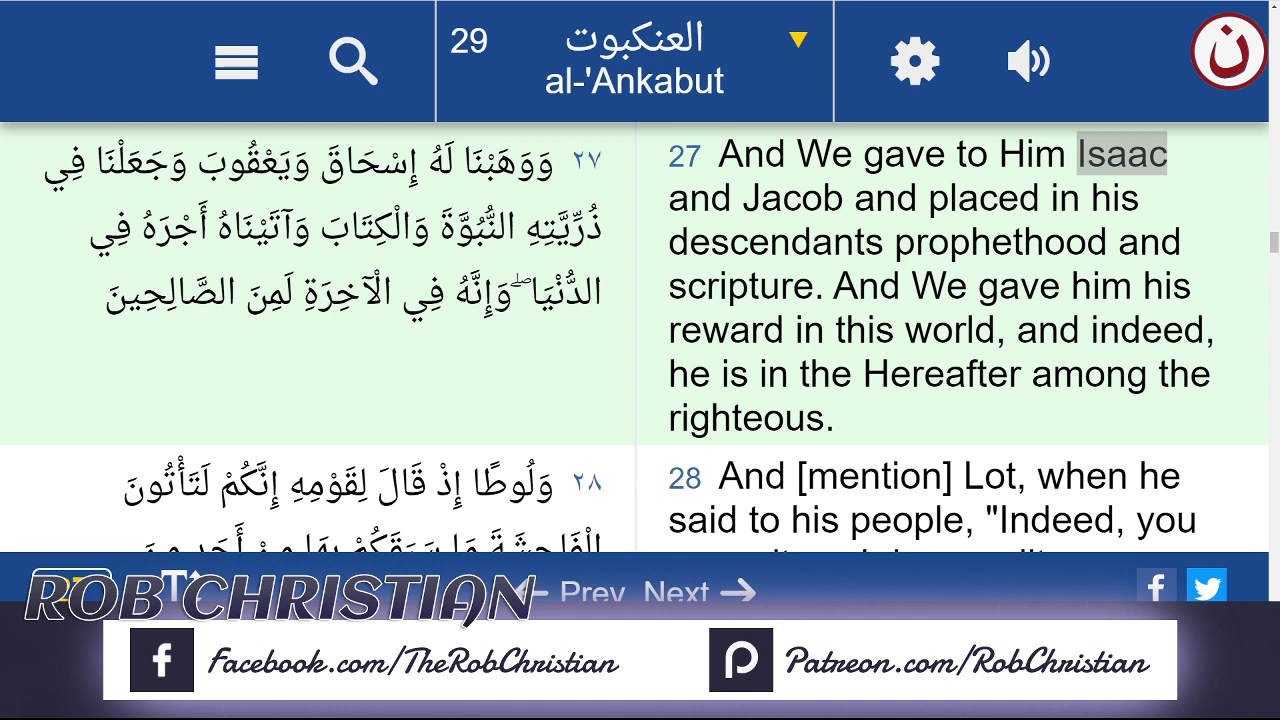 29
العنكبوت
al-'Ankabut
ن
٢٧ وَوَهَبْنَا لَهُ إِسْحَاقَ وَيَعْقُوبَ وَجَعَلْنَا فِي
ذُرِّيَّتِهِ النُّبُوَّةَ وَالْكِتَابَ وَآتَيْنَاهُ أَجْرَهُ فِي
الدُّنْيَا ۖ وَإِنَّهُ فِي الْآخِرَةِ لَمِنَ الصَّالِحِينَ
27 And We gave to Him Isaac
and Jacob and placed in his
descendants prophethood and
scripture. And We gave him his
reward in this world, and indeed,
he is in the Hereafter among the
righteous.
٢٨ وَلُوطًا إِذْ قَالَ لِقَوْمِهِ إِنَّكُمْ لَتَأْتُونَ
الْفَاحِشَةَ مَا سَبَقَكُمْ بِهَا مِنْ أَحَدٍ مِنَ
28 And [mention] Lot, when he
said to his people, "Indeed, you
Prev Next
ROB CHRISTIAN
Facebook.com/TheRobChristian
Patreon.com/RobChristian